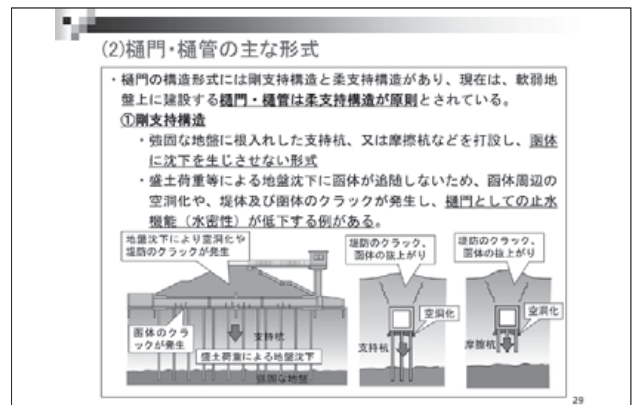 (2)樋門・樋管の主な形式
・樋門の構造形式には剛支持構造と柔支持構造があり、現在は、軟弱地
盤上に建設する樋門・樋管は柔支持構造が原則とされている。
①剛支持構造
・強固な地盤に根入れした支持杭、又は摩擦杭などを打設し、函体
に沈下を生じさせない形式
・盛土荷重等による地盤沈下に函体が追随しないため、函体周辺の
空洞化や、堤体及び函体のクラックが発生し、樋門としての止水
機能（水密性）が低下する例がある。
地盤沈下により空洞化や
堤防のクラックが発生
函体のクラ
ックが発生
支持杭
盛土荷重による地盤沈下
強固な地盤
堤防のクラック、
函体の抜上がり
空洞化
支持杭
堤防のクラック、
函体の抜上がり
空洞化
摩擦杭
29